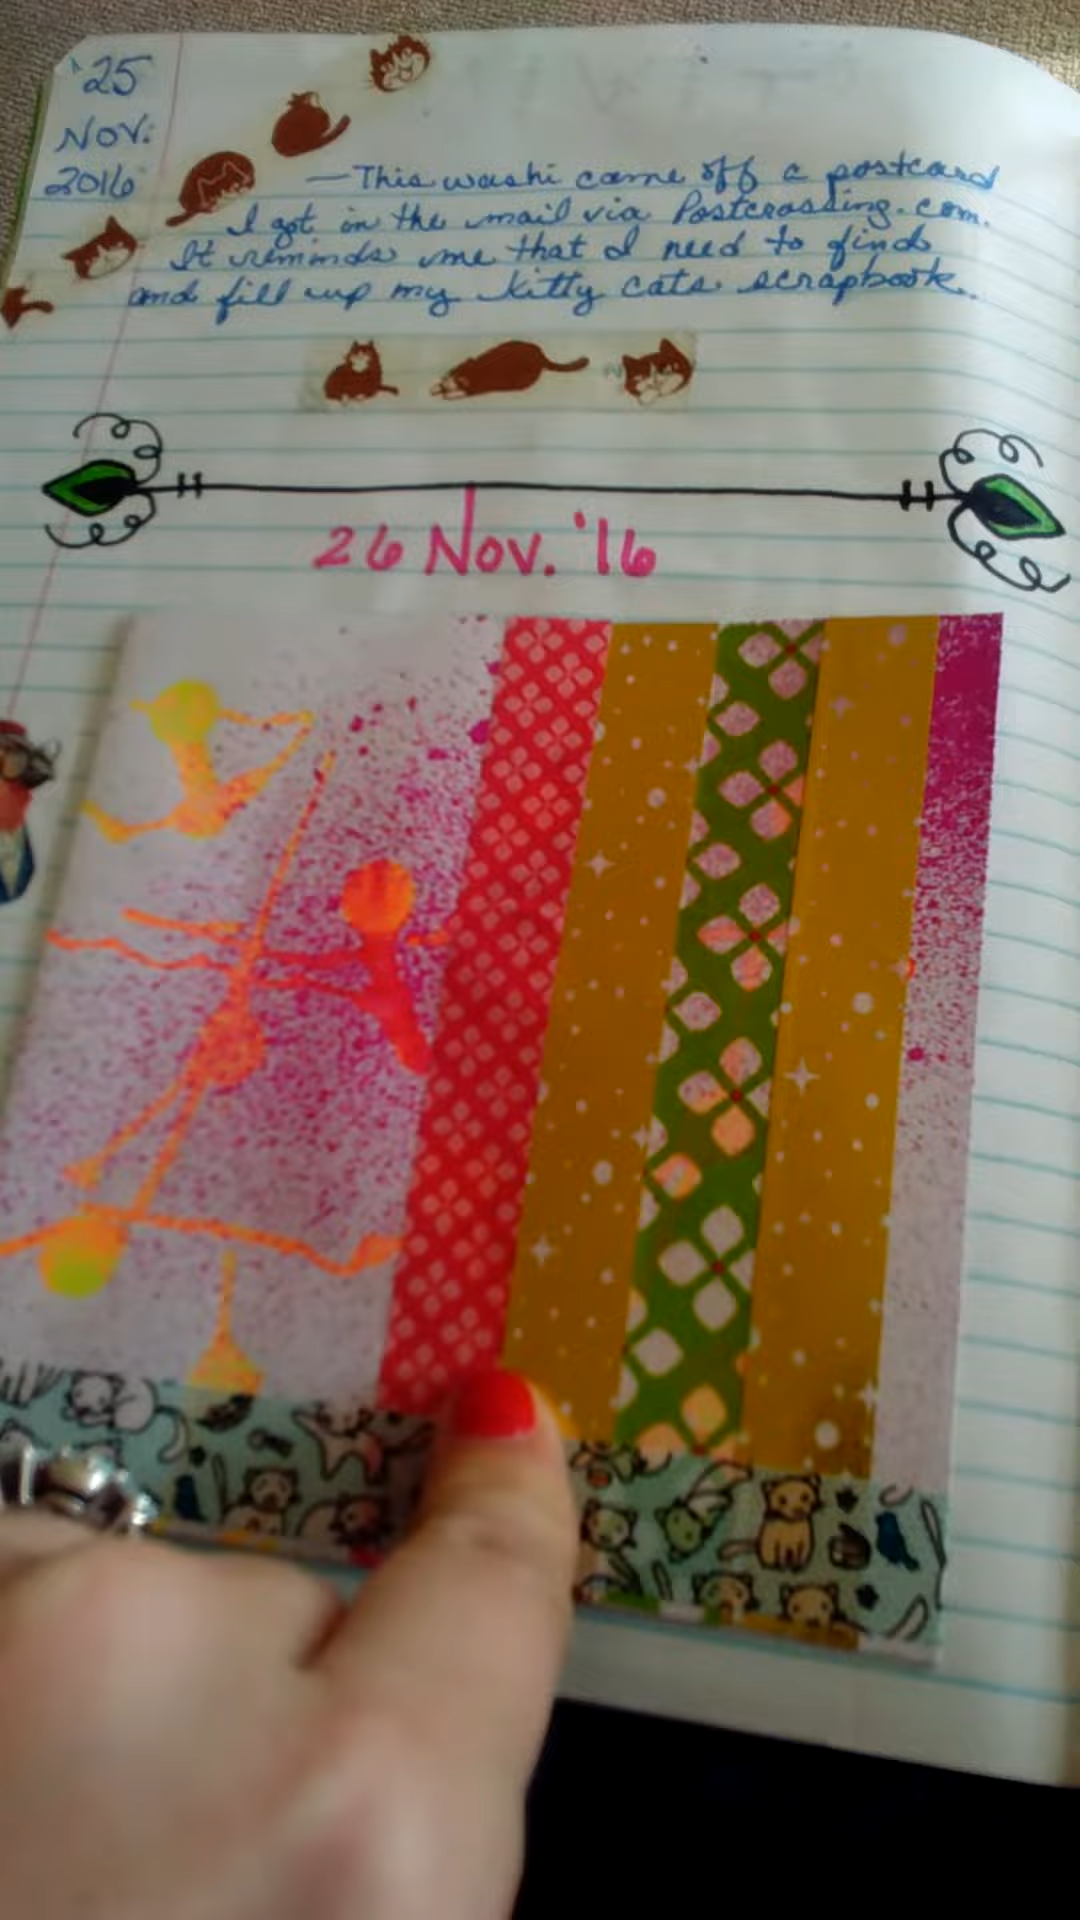 '25
Nov.
2016
—This washi came off a postcard
I got in the mail via Postcrossing.com.
It reminds me that I need to find
and fill up my kitty cats scrapbook.
26 Nov. '16